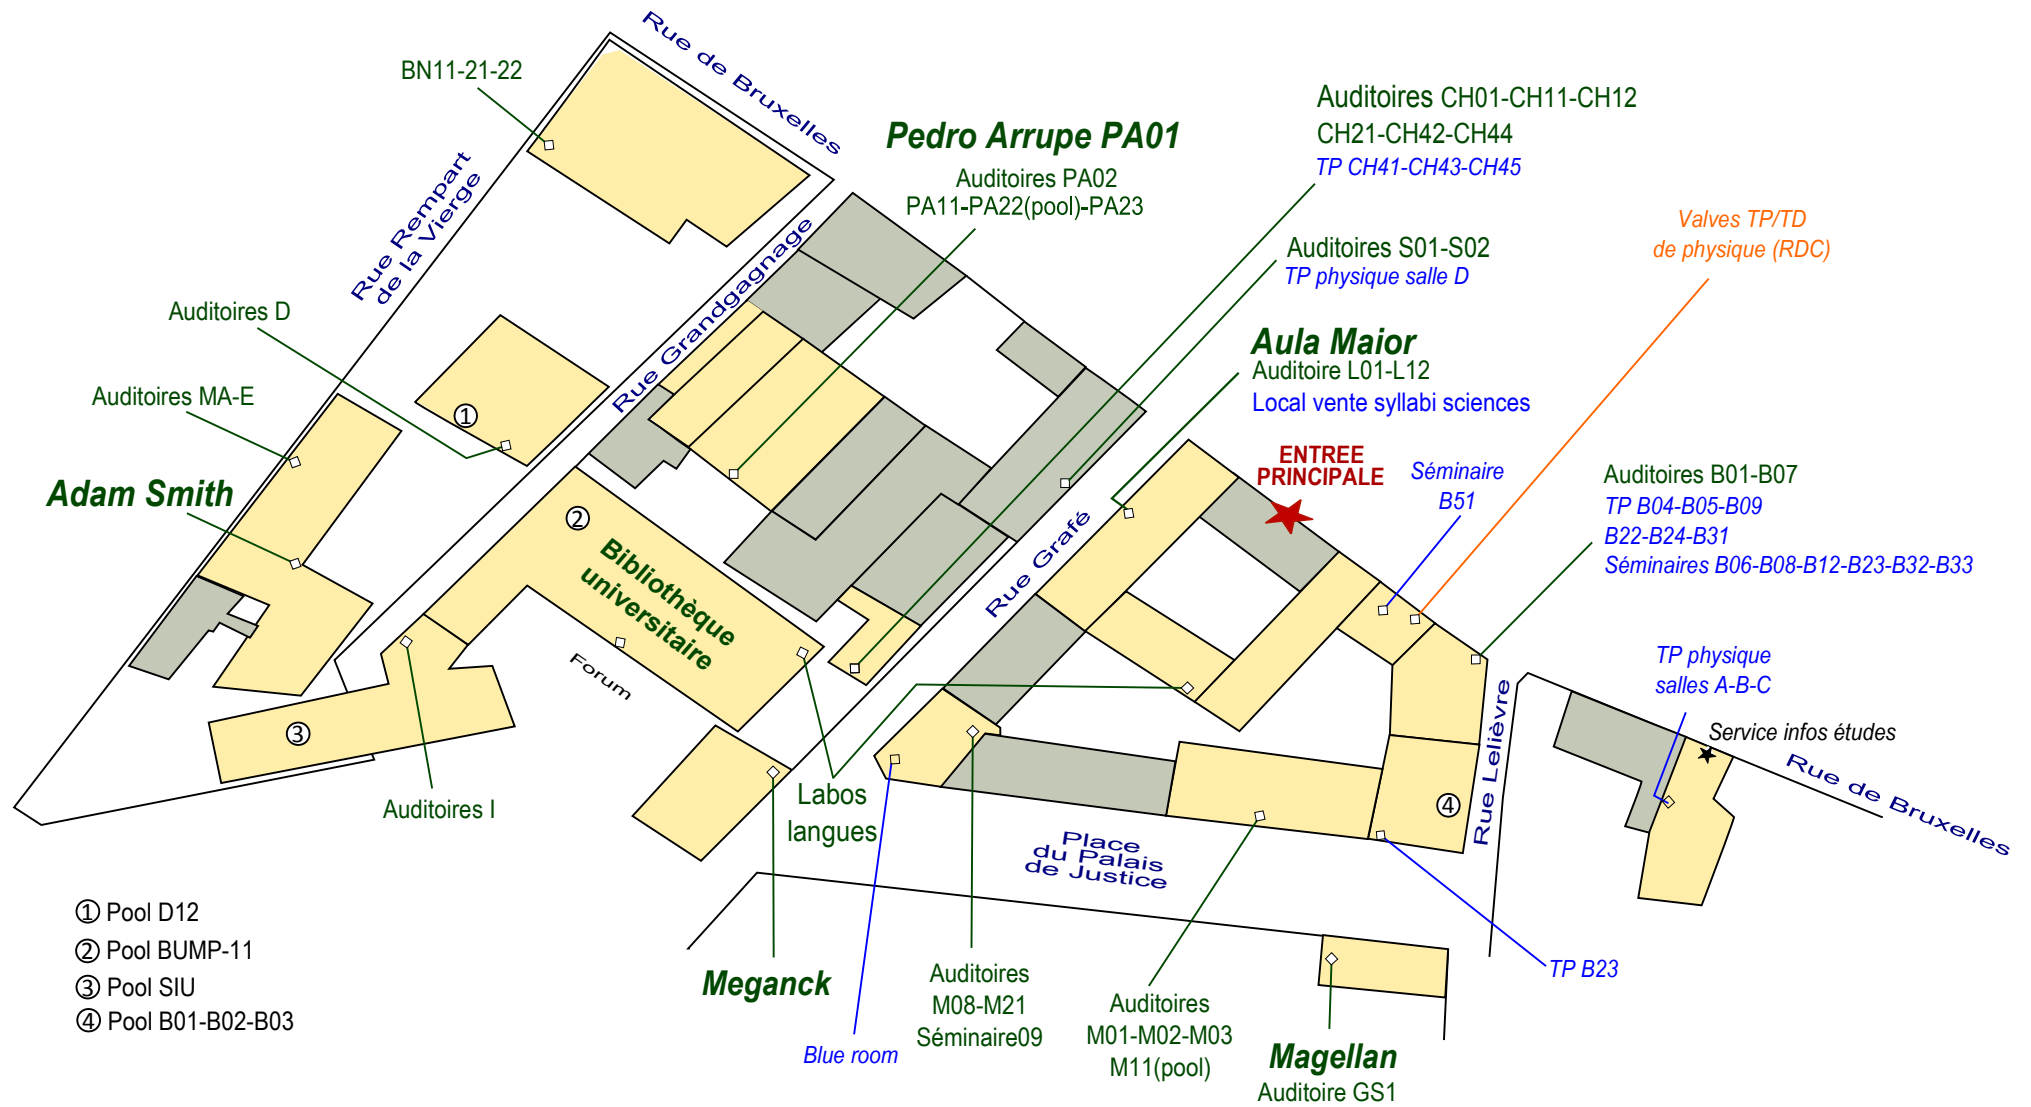 Rue de Bruxelles
BN11-21-22
Rue Rempart
de la Vierge
Pedro Arrupe PA01
Auditoires PA02
PA11-PA22(pool)-PA23
Auditoires CH01-CH11-CH12
CH21-CH42-CH44
TP CH41-CH43-CH45
Auditoires S01-S02
TP physique salle D
Valves TP/TD
de physique (RDC)
Rue Grandgagnage
Auditoires D
①
Auditoires MA-E
Adam Smith
Aula Maior
Auditoire L01-L12
Local vente syllabi sciences
ENTREE
PRINCIPALE
Séminaire
B51
Auditoires B01-B07
TP B04-B05-B09
B22-B24-B31
Séminaires B06-B08-B12-B23-B32-B33
②
Bibliothèque
universitaire
Rue Grafé
Forum
③
Auditoires I
Labos
langues
Rue Lelièvre
④
TP physique
salles A-B-C
Service infos études
Rue de Bruxelles
Place
du Palais
de Justice
① Pool D12
② Pool BUMP-11
③ Pool SIU
④ Pool B01-B02-B03
Meganck
Blue room
Auditoires
M08-M21
Séminaire09
Auditoires
M01-M02-M03
M11(pool)
Magellan
Auditoire GS1
TP B23